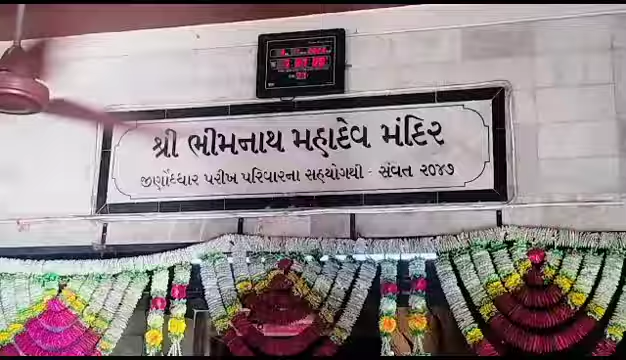 શ્રી ભીમનાથ મહાદેવ મંદિર
જીર્ણોધ્ધાર પરીખ પરિવારના સહયોગથી - સંવત ૨૦૪૭